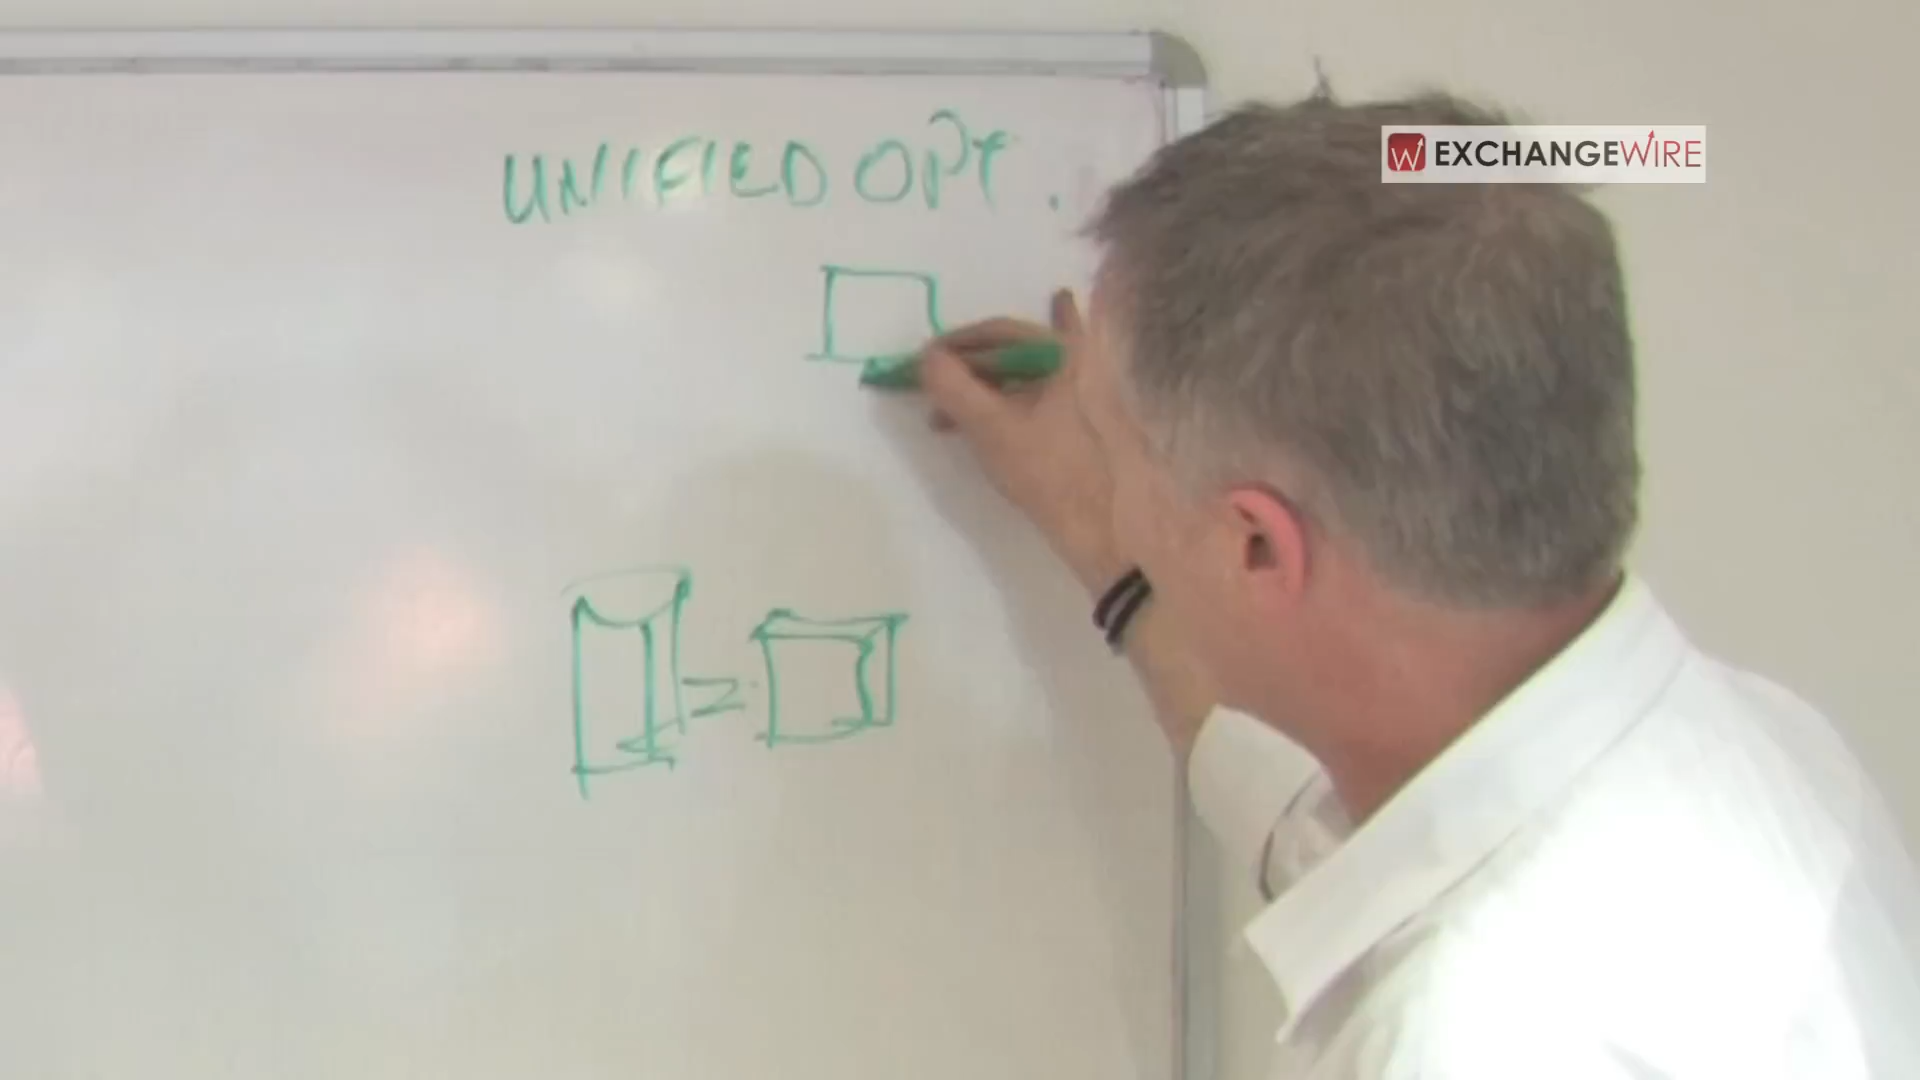 UNIFIED OPT.
EXCHANGEWIRE
=